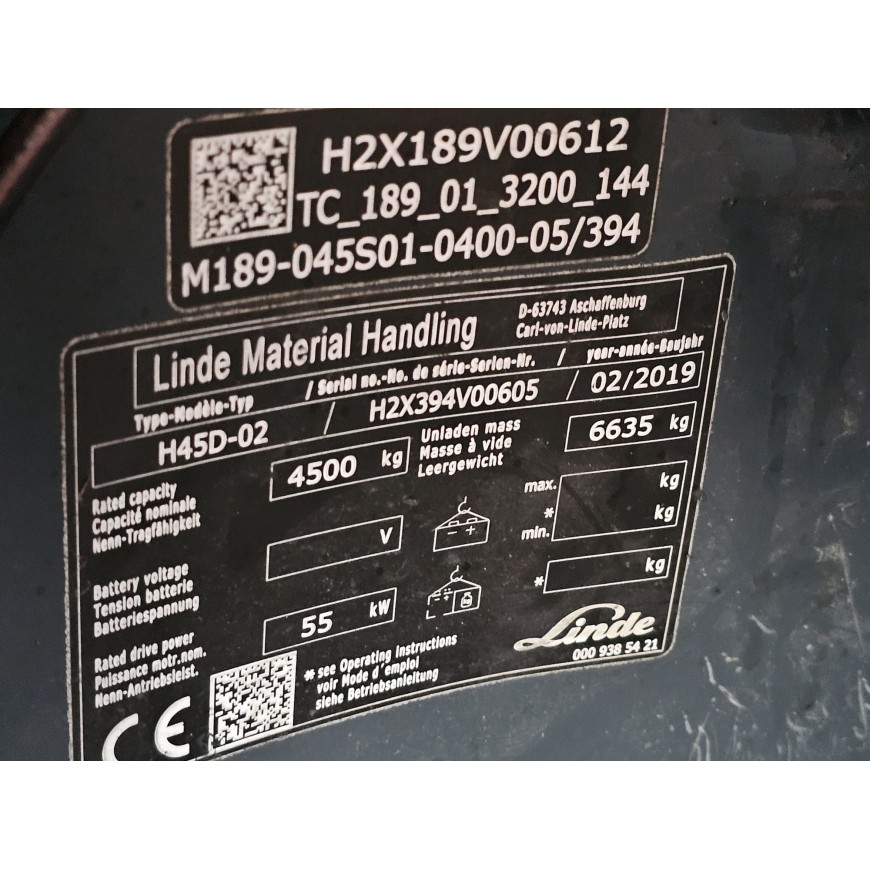 H2X189V00612
TC_189_01_3200_144
M189-045S01-0400-05/394
Linde Material Handling
D-63743 Aschaffenburg
Carl-von-Linde-Platz
Type-Modèle-Typ / Serial no.-No. de série-Serien-Nr. / year-année-Baujahr
H45D-02 / H2X394V00605 / 02/2019
Rated capacity
Capacité nominale
Nenn-Tragfähigkeit
4500 kg
Unladen mass
Masse à vide
Leergewicht
6635 kg
Battery voltage
Tension batterie
Batteriespannung
V
max. kg
* kg
min.
Rated drive power
Puissance motr.nom.
Nenn-Antriebsleist.
55 kW
* kg
* see Operating Instructions
voir Mode d'emploi
siehe Betriebsanleitung
Linde
000 938 54 21
CE